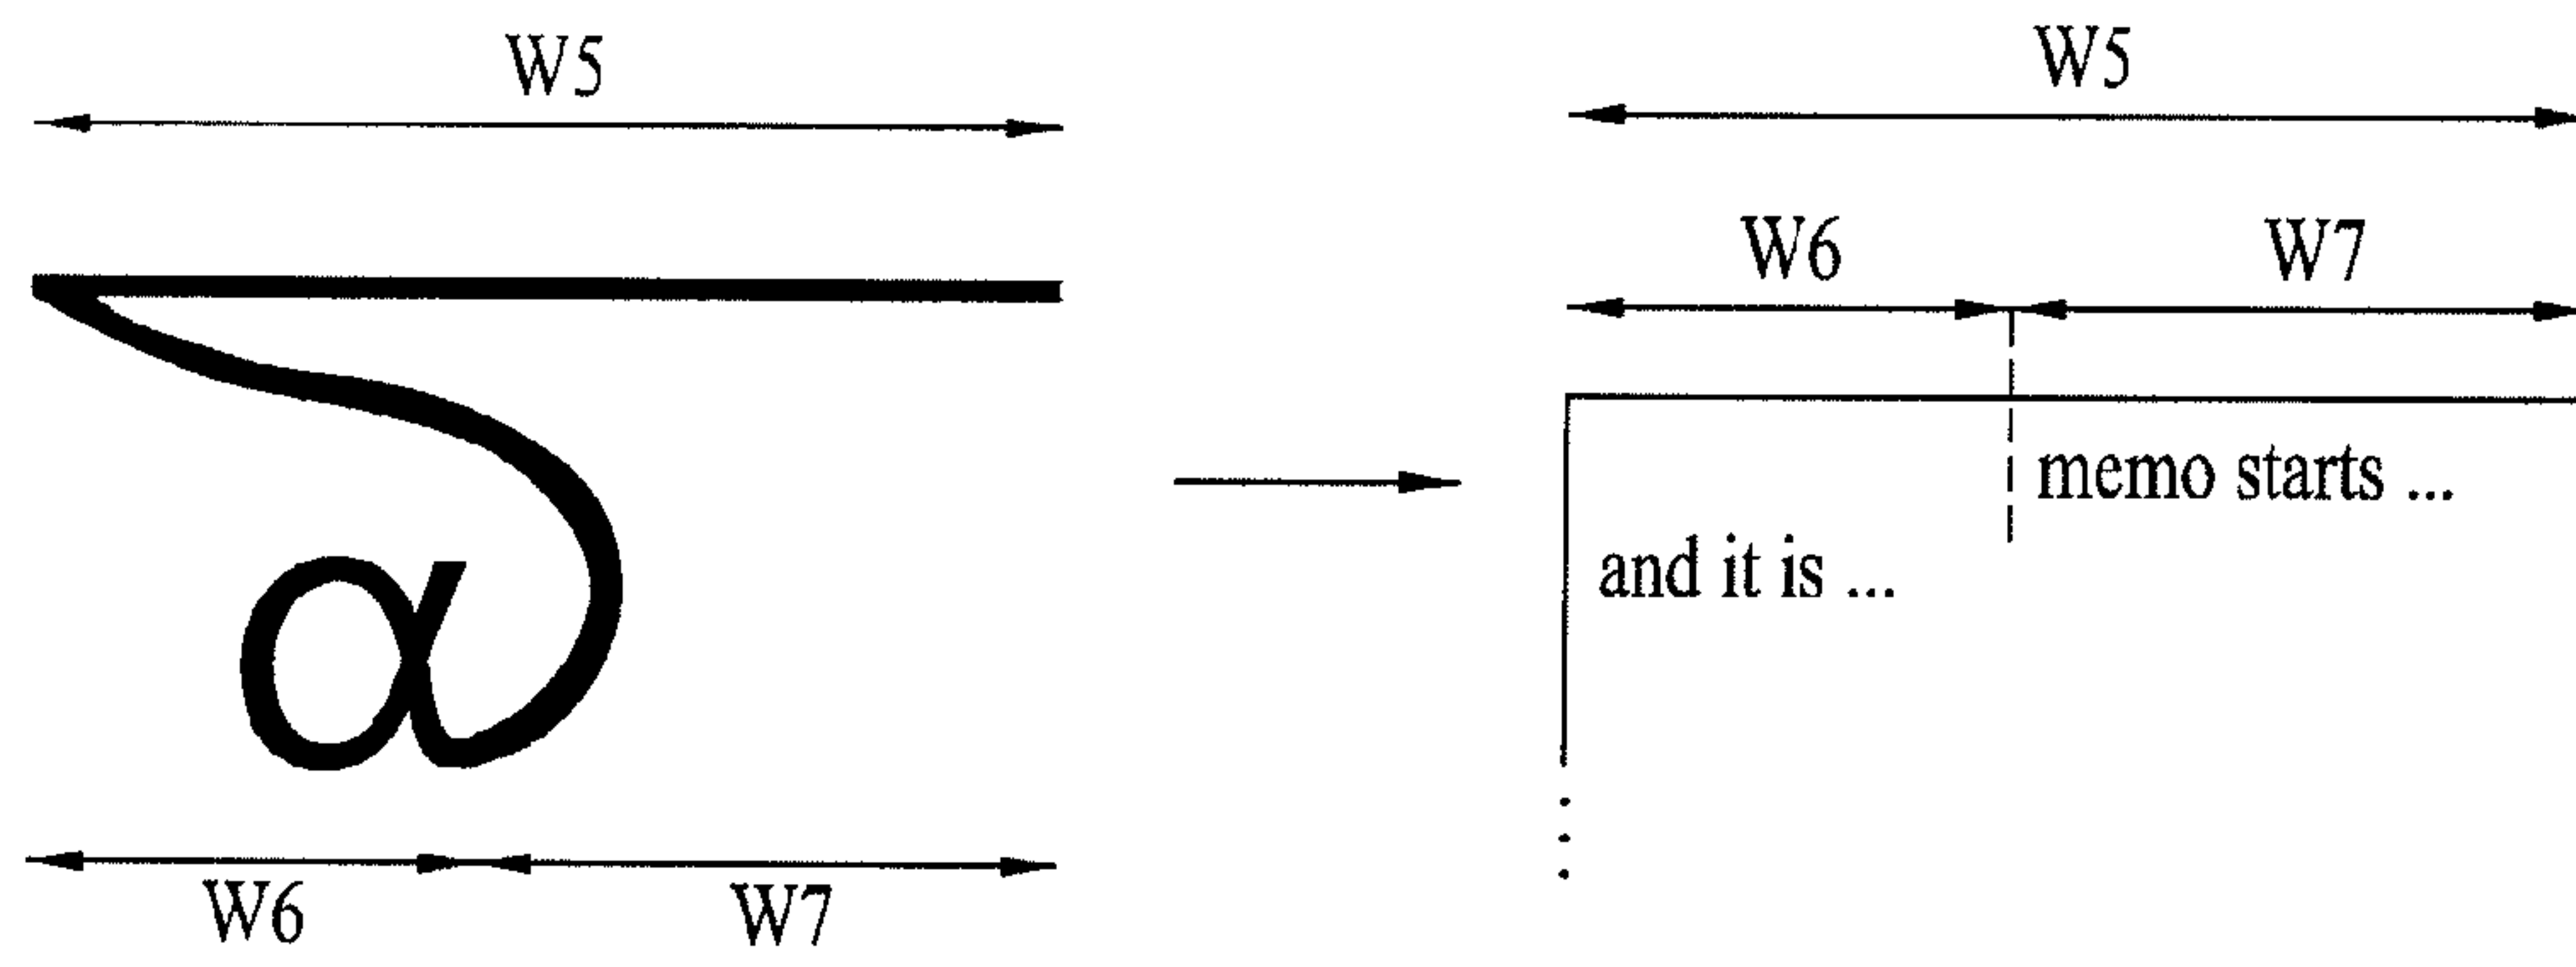 W5
W5
W6 W7
memo starts ...
and it is ...
α
W6 W7